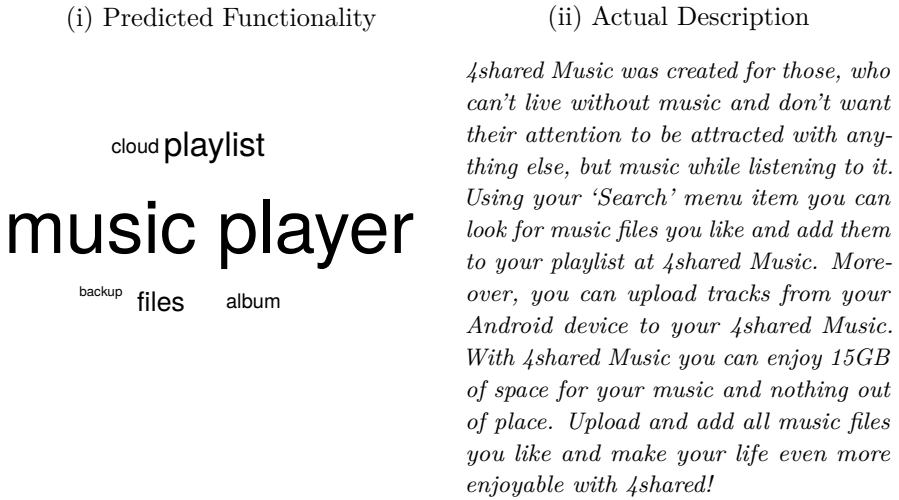 (i) Predicted Functionality
cloud playlist
music player
backup files album
(ii) Actual Description
4shared Music was created for those, who
can't live without music and don't want
their attention to be attracted with any-
thing else, but music while listening to it.
Using your ‘Search’ menu item you can
look for music files you like and add them
to your playlist at 4shared Music. More-
over, you can upload tracks from your
Android device to your 4shared Music.
With 4shared Music you can enjoy 15GB
of space for your music and nothing out
of place. Upload and add all music files
you like and make your life even more
enjoyable with 4shared!